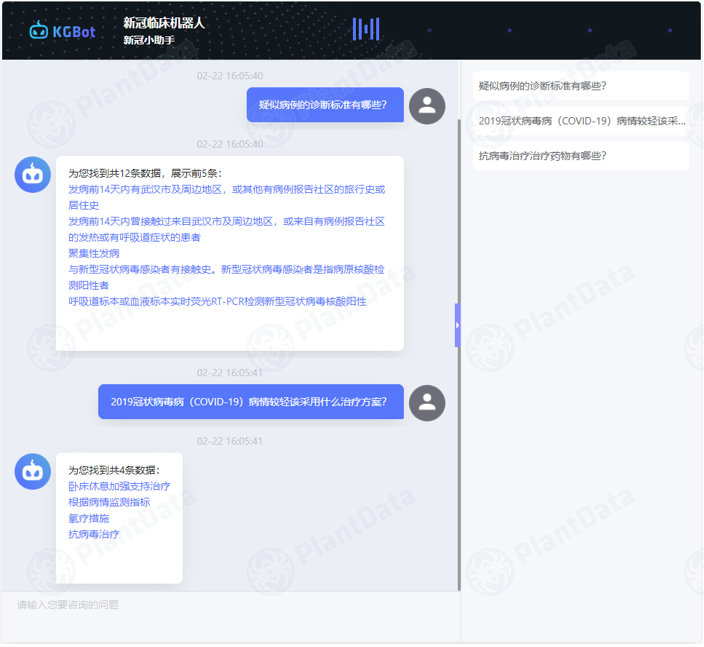 KGBot
新冠临床机器人
新冠小助手
02-22 16:05:40
疑似病例的诊断标准有哪些？
02-22 16:05:40
为您找到共12条数据，展示前5条：
发病前14天内有武汉市及周边地区，或其他有病例报告社区的旅行史或
居住史
发病前14天内曾接触过来自武汉市及周边地区，或来自有病例报告社区
的发热或有呼吸道症状的患者
聚集性发病
与新型冠状病毒感染者有接触史。新型冠状病毒感染者是指病原核酸检
测阳性者
呼吸道标本或血液标本实时荧光RT-PCR检测新型冠状病毒核酸阳性
02-22 16:05:41
2019冠状病毒病（COVID-19）病情较轻该采用什么治疗方案？
02-22 16:05:41
为您找到共4条数据：
卧床休息加强支持治疗
根据病情监测指标
氧疗措施
抗病毒治疗
请输入您要咨询的问题
疑似病例的诊断标准有哪些？
2019冠状病毒病（COVID-19）病情较轻该采...
抗病毒治疗治疗药物有哪些？
PlantData
PlantData
PlantData
PlantData
PlantData
PlantData
PlantData
PlantData
PlantData